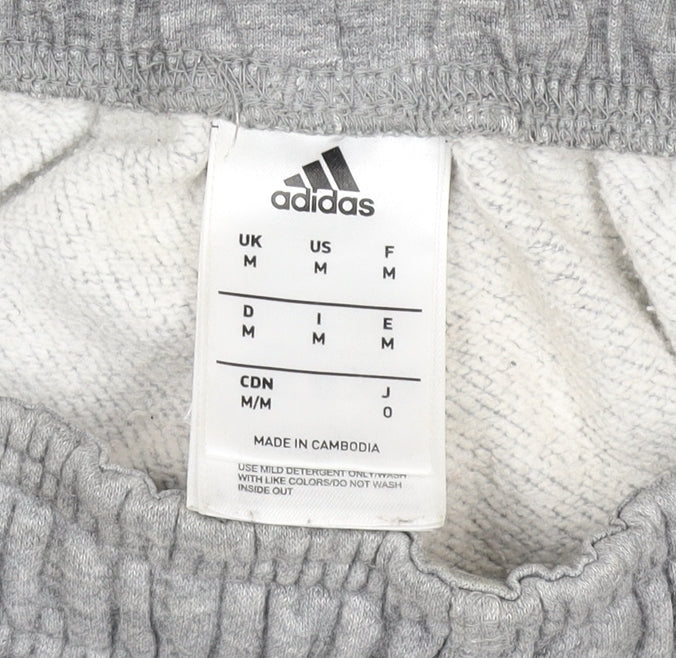 adidas
UK US F
M M M
D I E
M M M
CDN J
M/M O
MADE IN CAMBODIA
USE MILD DETERGENT ONLY/WASH
WITH LIKE COLORS/DO NOT WASH
INSIDE OUT